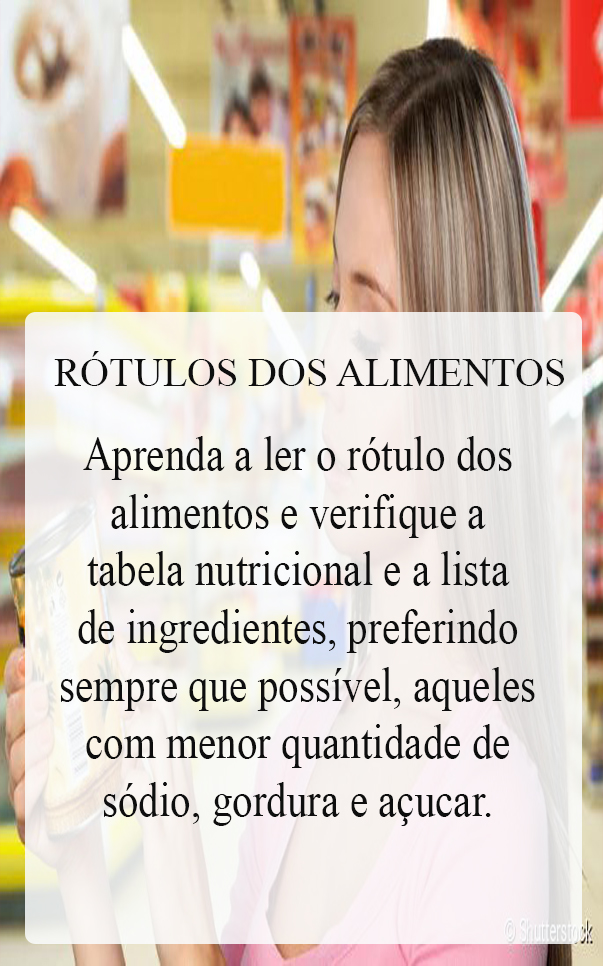 RÓTULOS DOS ALIMENTOS
Aprenda a ler o rótulo dos
alimentos e verifique a
tabela nutricional e a lista
de ingredientes, preferindo
sempre que possível, aqueles
com menor quantidade de
sódio, gordura e açucar.
© Shutterstock